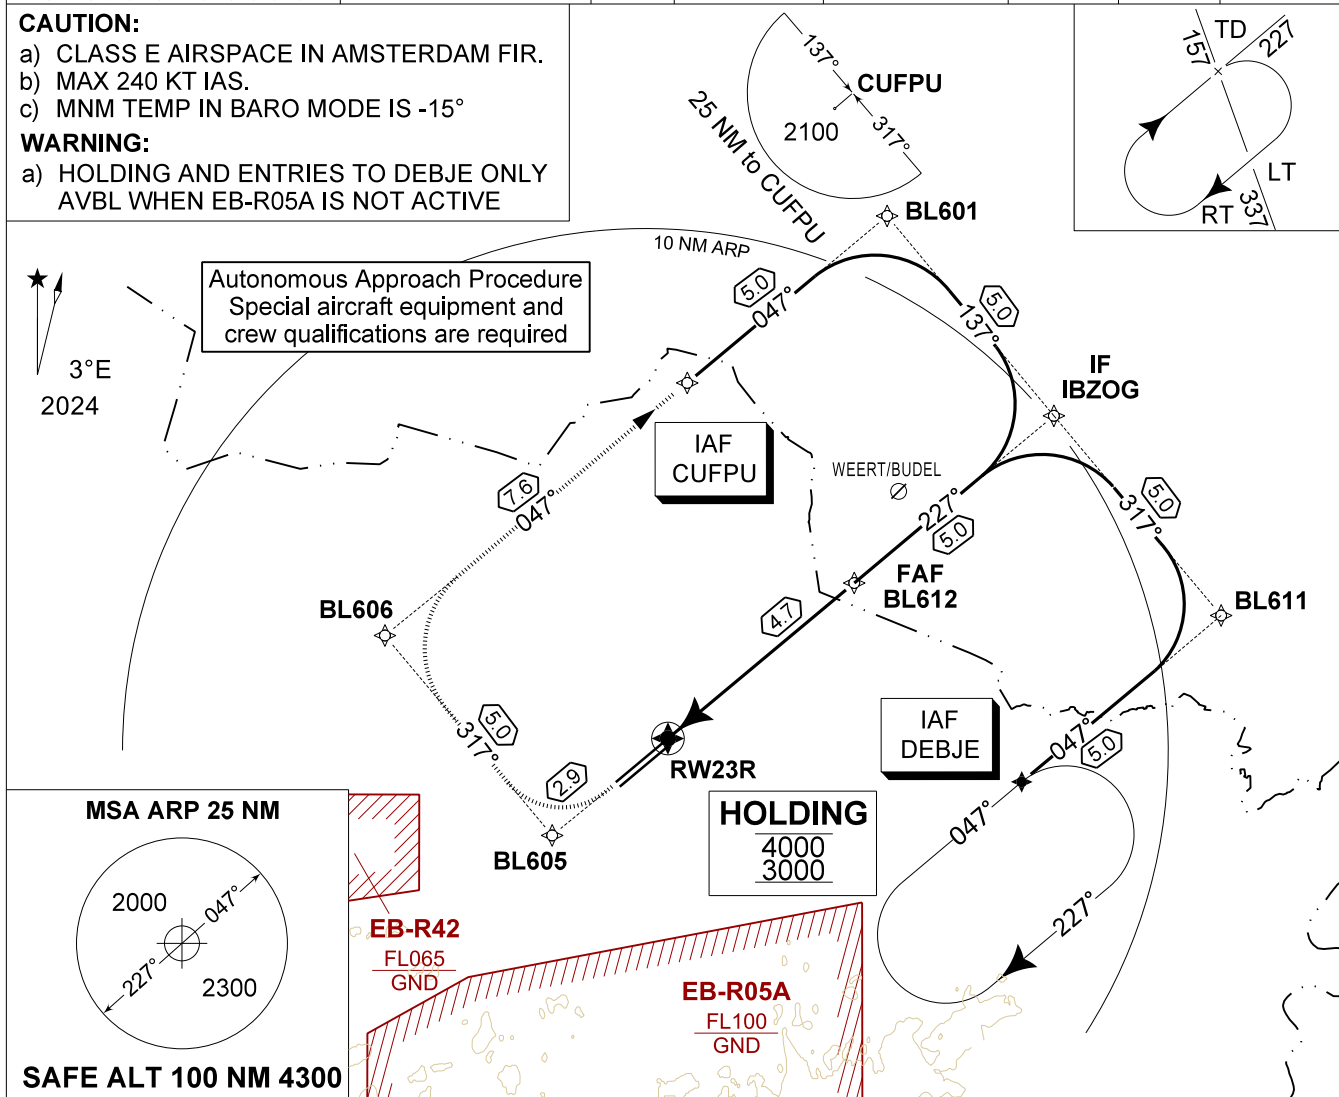 CAUTION:
a) CLASS E AIRSPACE IN AMSTERDAM FIR.
b) MAX 240 KT IAS.
c) MNM TEMP IN BARO MODE IS -15°
WARNING:
a) HOLDING AND ENTRIES TO DEBJE ONLY
AVBL WHEN EB-R05A IS NOT ACTIVE
137°
CUFPU
317°
2100
25 NM to CUFPU
TD
157
227
LT
RT
337
BL601
10 NM ARP
Autonomous Approach Procedure
Special aircraft equipment and
crew qualifications are required
3°E
2024
5.0
047°
5.0
137°
IF
IBZOG
IAF
CUFPU
WEERT/BUDEL
7.6
047°
227°
5.0
5.0
317°
FAF
BL612
BL606
BL611
4.7
5.0
317°
2.9
RW23R
IAF
DEBJE
047°
5.0
BL605
HOLDING
4000
3000
047°
227°
MSA ARP 25 NM
2000
047°
227°
2300
SAFE ALT 100 NM 4300
EB-R42
FL065
GND
EB-R05A
FL100
GND